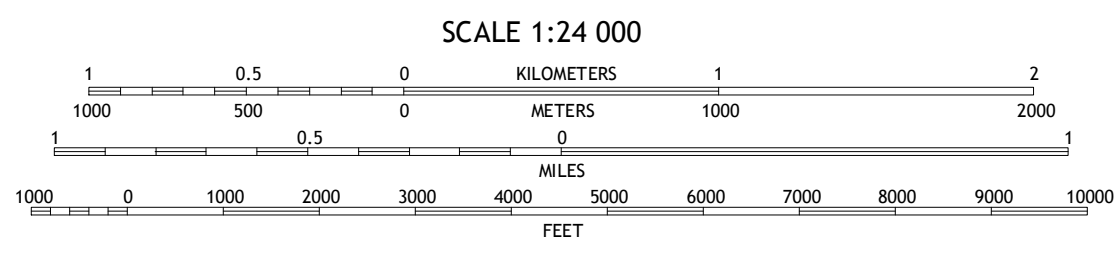 SCALE 1:24 000
1 0.5 0 KILOMETERS 1 2
1000 500 0 METERS 1000 2000
1 0.5 0 1
MILES
1000 0 1000 2000 3000 4000 5000 6000 7000 8000 9000 10000
FEET